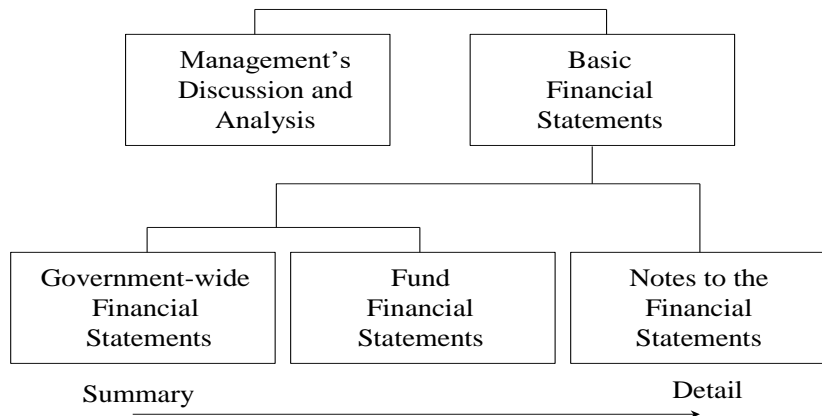 Management’s
Discussion and
Analysis
Basic
Financial
Statements
Government-wide
Financial
Statements
Fund
Financial
Statements
Notes to the
Financial
Statements
Summary
Detail